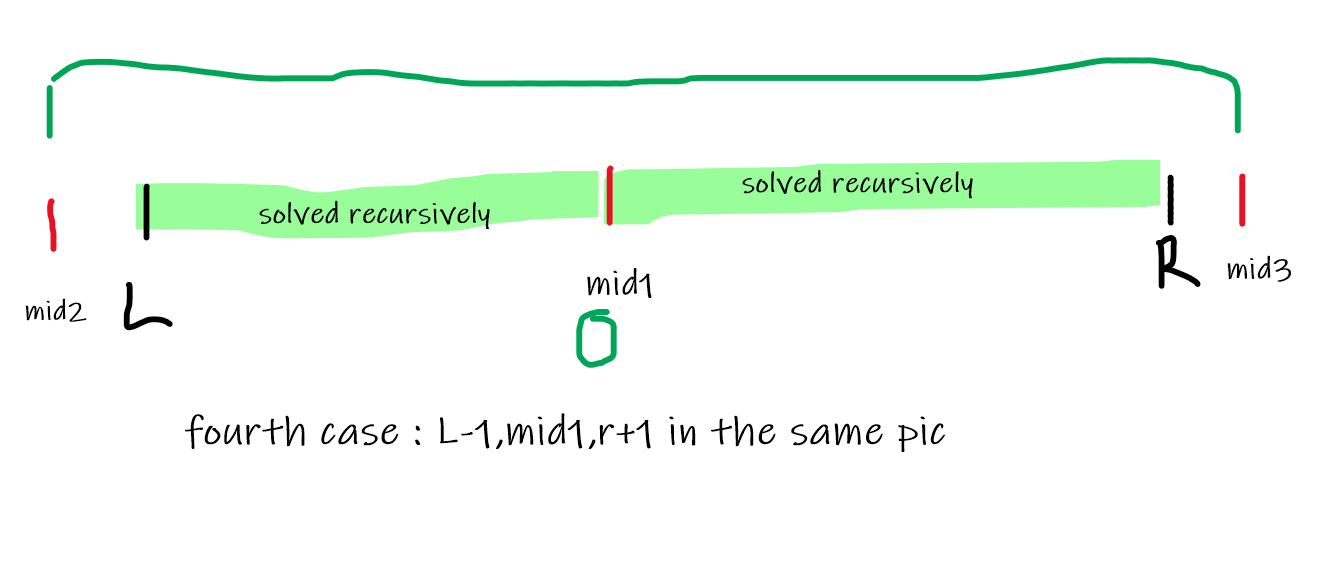 solved recursively
solved recursively
mid2
L
mid1
R
mid3
0
fourth case : L-1,mid1,r+1 in the same pic